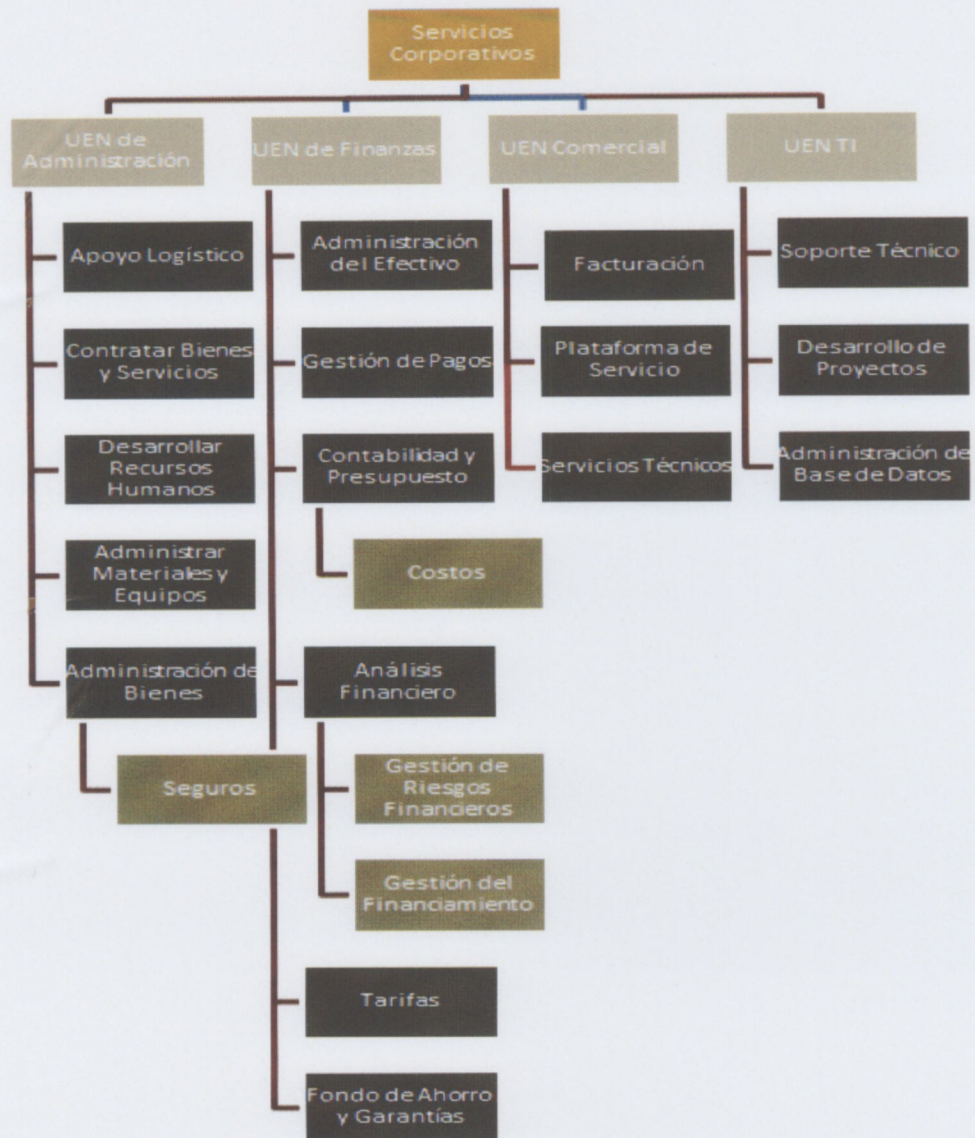 Servicios
Corporativos
UEN de
Administración
UEN de Finanzas
UEN Comercial
UEN TI
Apoyo Logístico
Contratar Bienes
y Servicios
Desarrollar
Recursos
Humanos
Administrar
Materiales y
Equipos
Administración de
Bienes
Seguros
Administración
del Efectivo
Gestión de Pagos
Contabilidad y
Presupuesto
Costos
Análisis
Financiero
Gestión de
Riesgos
Financieros
Gestión del
Financiamiento
Tarifas
Fondo de Ahorro
y Garantías
Facturación
Plataforma de
Servicio
Servicios Técnicos
Soporte Técnico
Desarrollo de
Proyectos
Administración de
Base de Datos